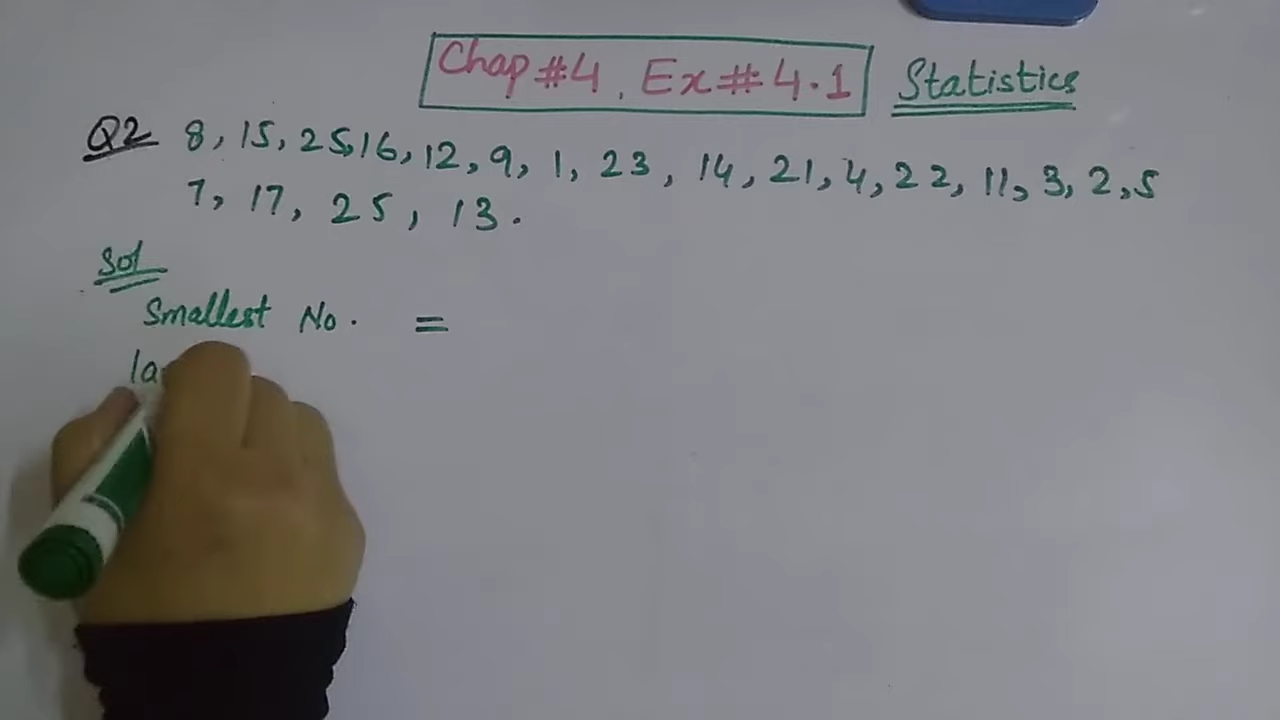 Chap #4, Ex # 4.1 Statistics
Q2 8, 15, 25, 16, 12, 9, 1, 23, 14, 21, 4, 22, 11, 3, 2, 5
7, 17, 25, 13.
Sol
Smallest No. =
la